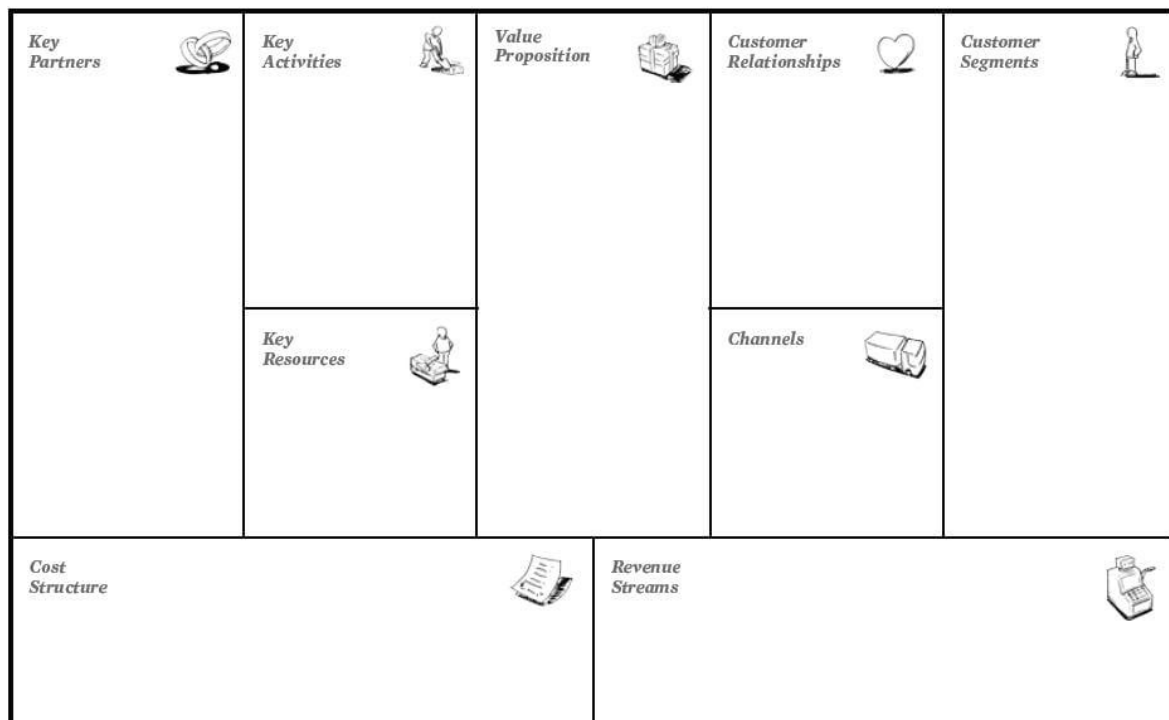 Key
Partners
Key
Activities
Value
Proposition
Customer
Relationships
Customer
Segments
Key
Resources
Channels
Cost
Structure
Revenue
Streams